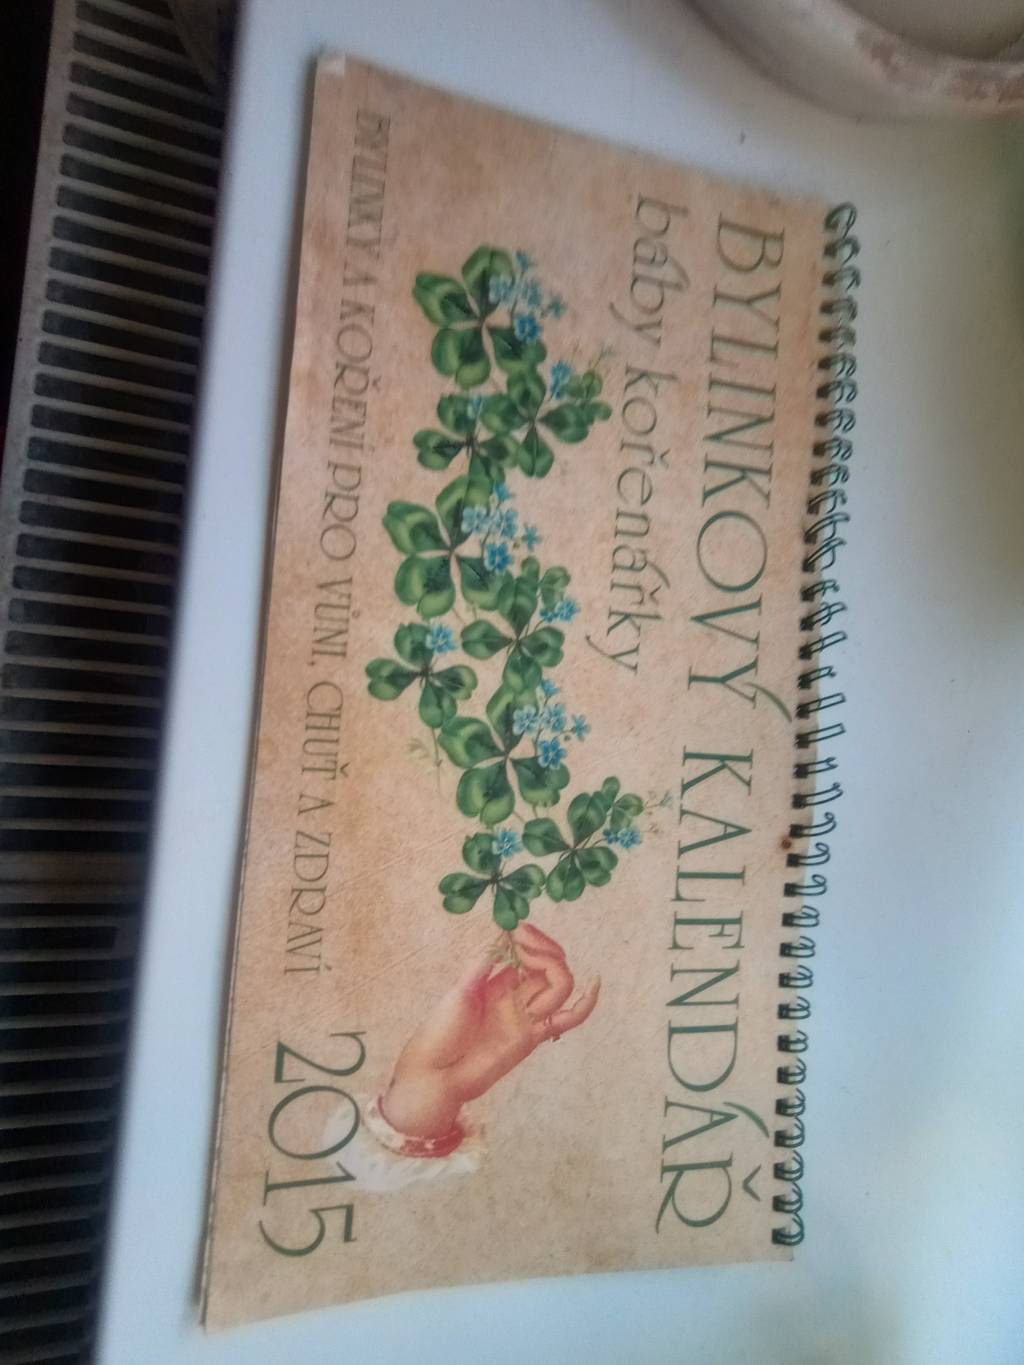 BYLINKOVÝ KALENDÁŘ
báby kořenářky
BYLINKY A KOŘENÍ PRO VŮNI, CHUŤ A ZDRAVÍ
2015